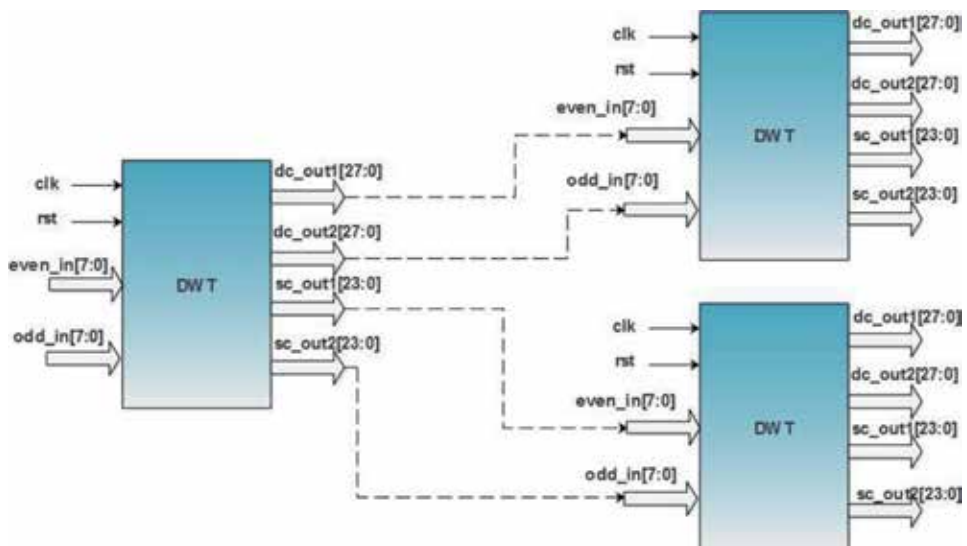 clk
rst
even_in[7:0]
odd_in[7:0]
DWT
dc_out1[27:0]
dc_out2[27:0]
sc_out1[23:0]
sc_out2[23:0]
clk
rst
even_in[7:0]
odd_in[7:0]
DWT
dc_out1[27:0]
dc_out2[27:0]
sc_out1[23:0]
sc_out2[23:0]
clk
rst
even_in[7:0]
odd_in[7:0]
DWT
dc_out1[27:0]
dc_out2[27:0]
sc_out1[23:0]
sc_out2[23:0]